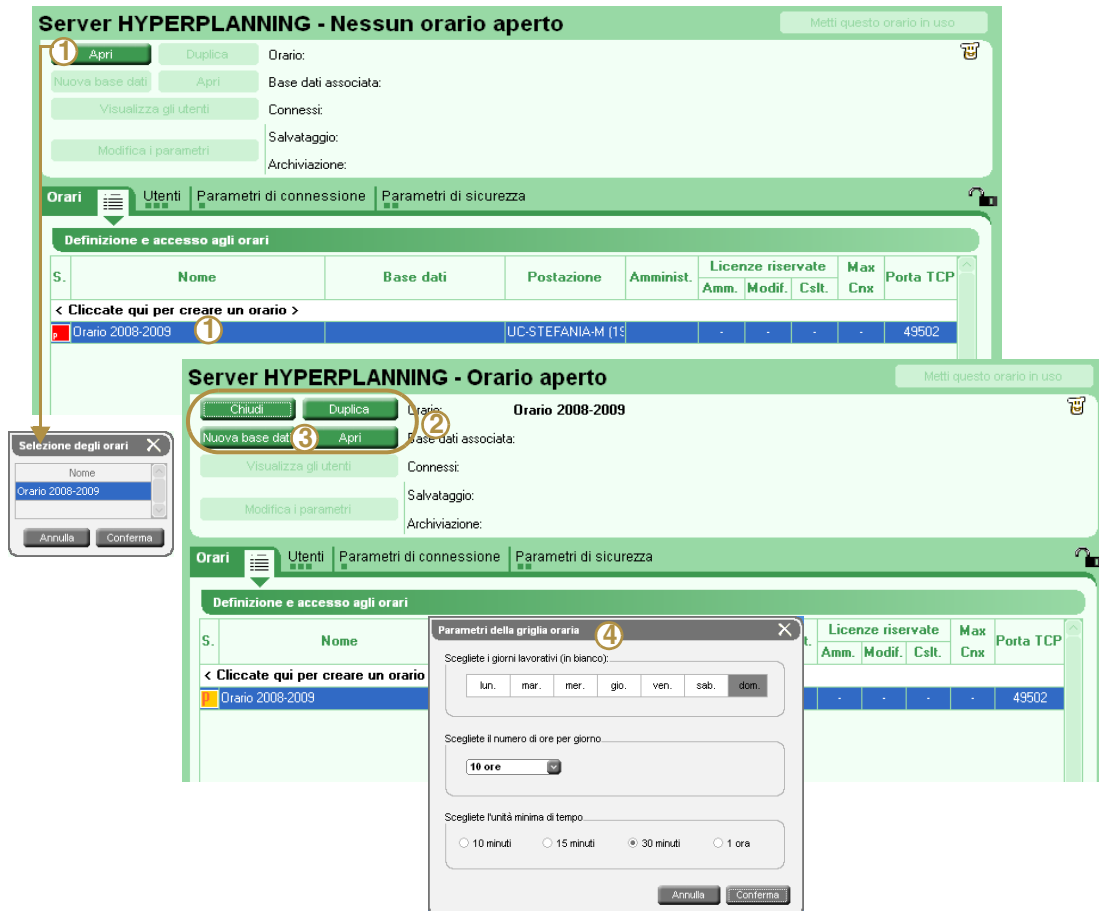 Server HYPERPLANNING - Nessun orario aperto
Metti questo orario in uso
1
Apri
Duplica
Orario:
Nuova base dati
Apri
Base dati associata:
Visualizza gli utenti
Connessi:
Salvataggio:
Modifica i parametri
Archiviazione:
Orari
Utenti
Parametri di connessione
Parametri di sicurezza
Definizione e accesso agli orari
S.
Nome
Base dati
Postazione
Amminist.
Licenze riservate
Amm.
Modif.
Cslt.
Max Cnx
Porta TCP
< Cliccate qui per creare un orario >
p Orario 2008-2009
1
UC-STEFANIA-M (19
- - - -
49502
Server HYPERPLANNING - Orario aperto
Metti questo orario in uso
Chiudi
Duplica
2
Orario:
Orario 2008-2009
Nuova base dati
3
Apri
Base dati associata:
Visualizza gli utenti
Connessi:
Salvataggio:
Modifica i parametri
Archiviazione:
Selezione degli orari
Nome
Orario 2008-2009
Annulla
Conferma
Orari
Utenti
Parametri di connessione
Parametri di sicurezza
Definizione e accesso agli orari
S.
Nome
t.
Licenze riservate
Amm.
Modif.
Cslt.
Max Cnx
Porta TCP
< Cliccate qui per creare un orario
p Orario 2008-2009
- - - -
49502
Parametri della griglia oraria
4
Scegliete i giorni lavorativi (in bianco):
lun. mar. mer. gio. ven. sab. dom.
Scegliete il numero di ore per giorno
10 ore
Scegliete l'unità minima di tempo
10 minuti
15 minuti
30 minuti
1 ora
Annulla
Conferma